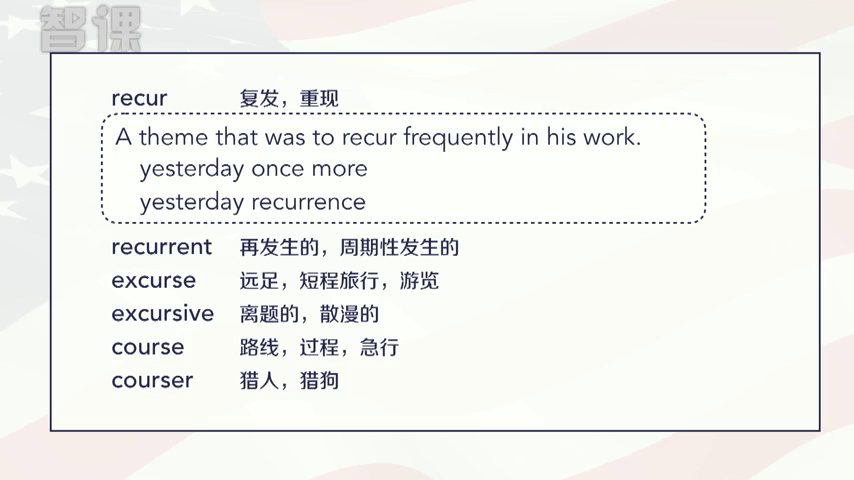 智课
recur 复发，重现
A theme that was to recur frequently in his work.
yesterday once more
yesterday recurrence
recurrent 再发生的，周期性发生的
excurse 远足，短程旅行，游览
excursive 离题的，散漫的
course 路线，过程，急行
courser 猎人，猎狗